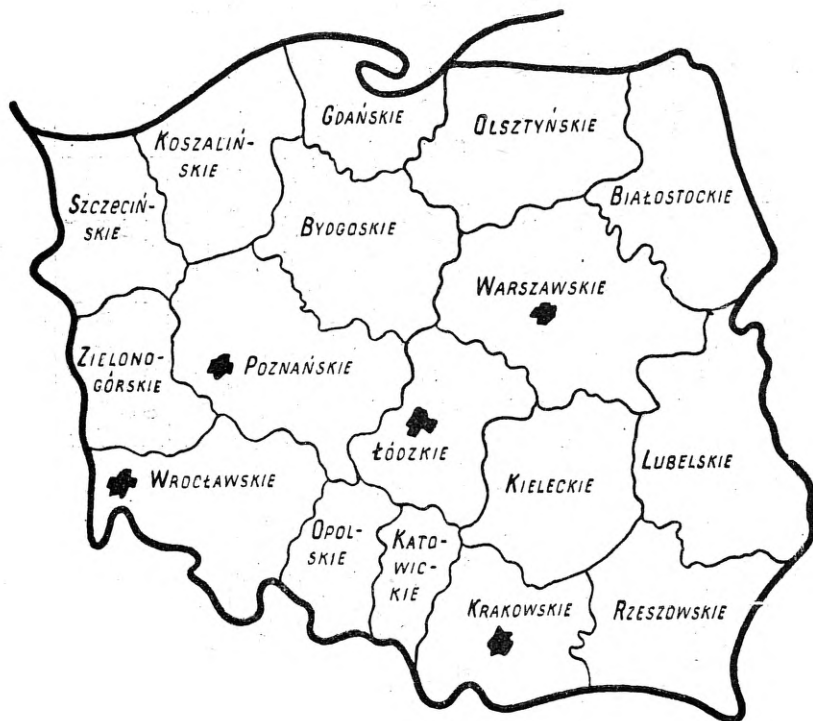 GDAŃSKIE
OLSZTYŃSKIE
KOSZALIŃ-
SKIE
BIAŁOSTOCKIE
SZCZECIŃ-
SKIE
BYDGOSKIE
WARSZAWSKIE
ZIELONO-
GÓRSKIE
POZNAŃSKIE
ŁÓDZKIE
LUBELSKIE
WROCŁAWSKIE
KIELECKIE
OPOL-
SKIE
KATO-
WIC-
KIE
KRAKOWSKIE
RZESZOWSKIE